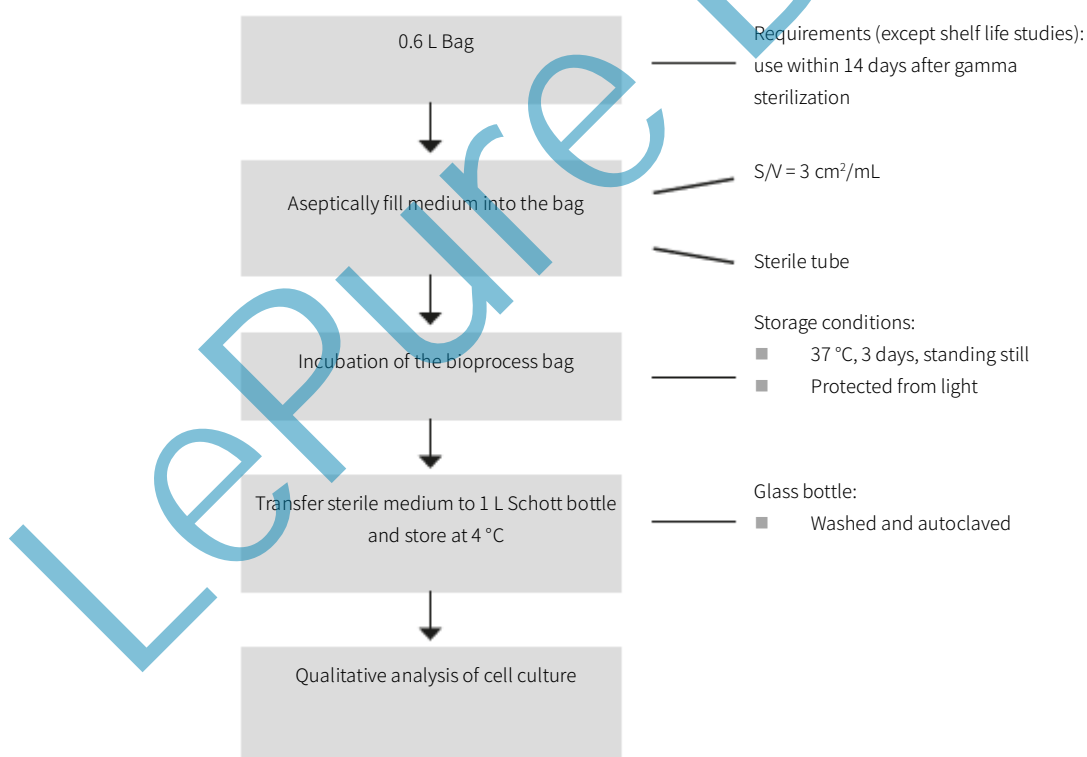 0.6 L Bag
Requirements (except shelf life studies):
use within 14 days after gamma
sterilization
Aseptically fill medium into the bag
S/V = 3 cm²/mL
Sterile tube
Incubation of the bioprocess bag
Storage conditions:
■ 37 °C, 3 days, standing still
■ Protected from light
Transfer sterile medium to 1 L Schott bottle
and store at 4 °C
Glass bottle:
■ Washed and autoclaved
Qualitative analysis of cell culture
LePure